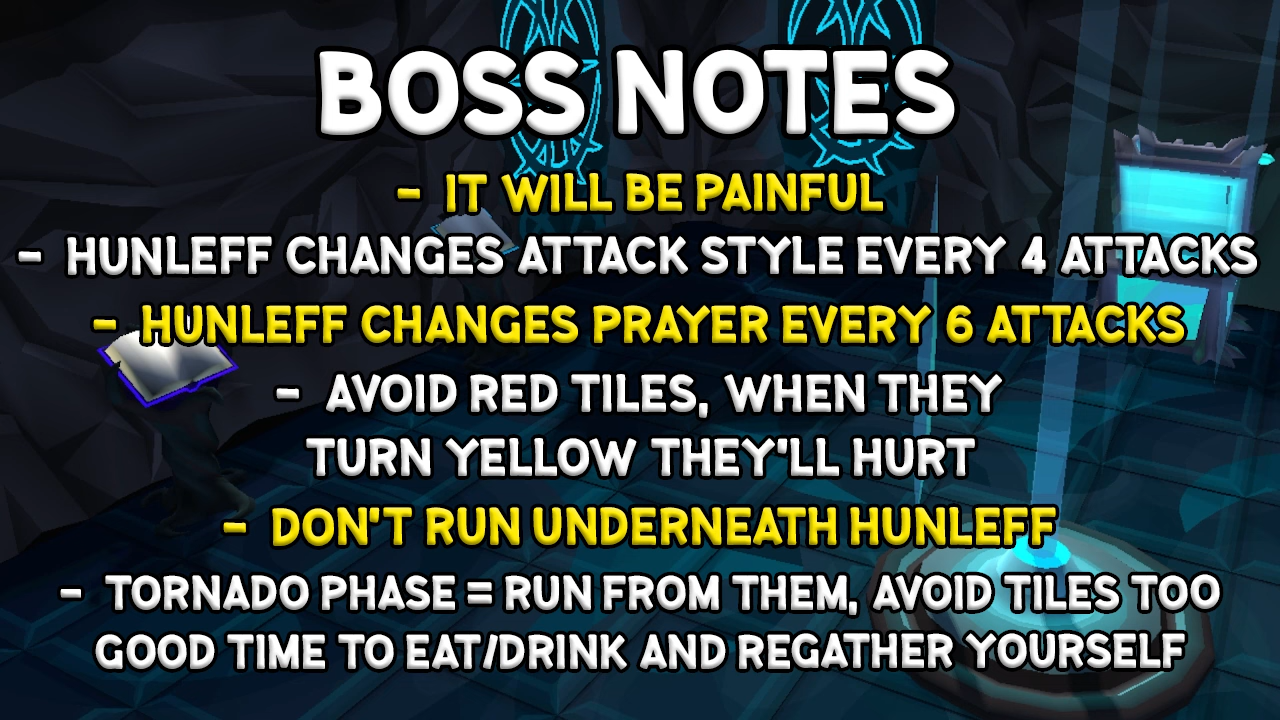 BOSS NOTES
- IT WILL BE PAINFUL
- HUNLEFF CHANGES ATTACK STYLE EVERY 4 ATTACKS
- HUNLEFF CHANGES PRAYER EVERY 6 ATTACKS
- AVOID RED TILES, WHEN THEY
TURN YELLOW THEY'LL HURT
- DON'T RUN UNDERNEATH HUNLEFF
- TORNADO PHASE = RUN FROM THEM, AVOID TILES TOO
GOOD TIME TO EAT/DRINK AND REGATHER YOURSELF